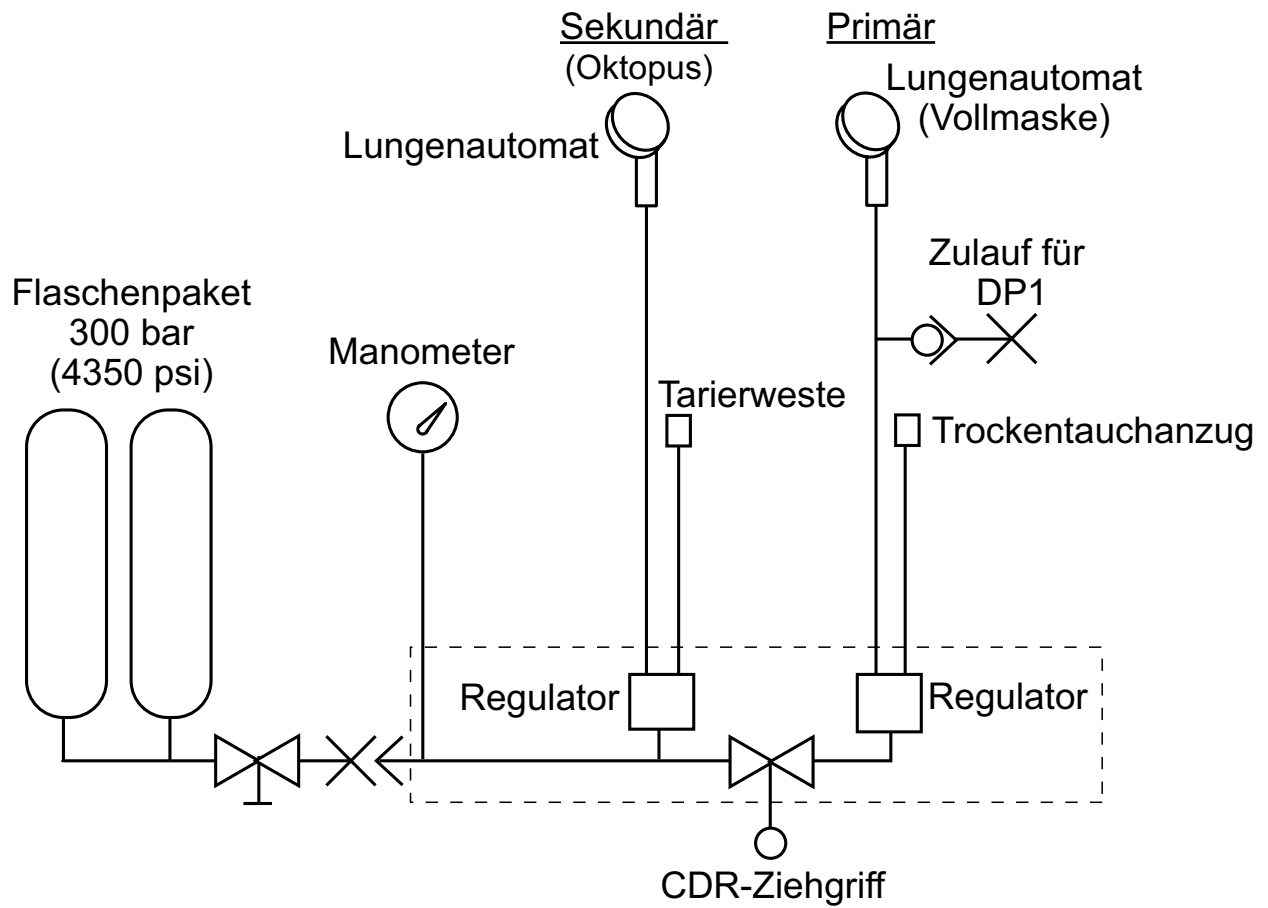 Sekundär
(Oktopus)
Primär
Lungenautomat
(Vollmaske)
Lungenautomat
Zulauf für
DP1
Flaschenpaket
300 bar
(4350 psi)
Manometer
Tarierweste
Trockentauchanzug
Regulator
Regulator
CDR-Ziehgriff